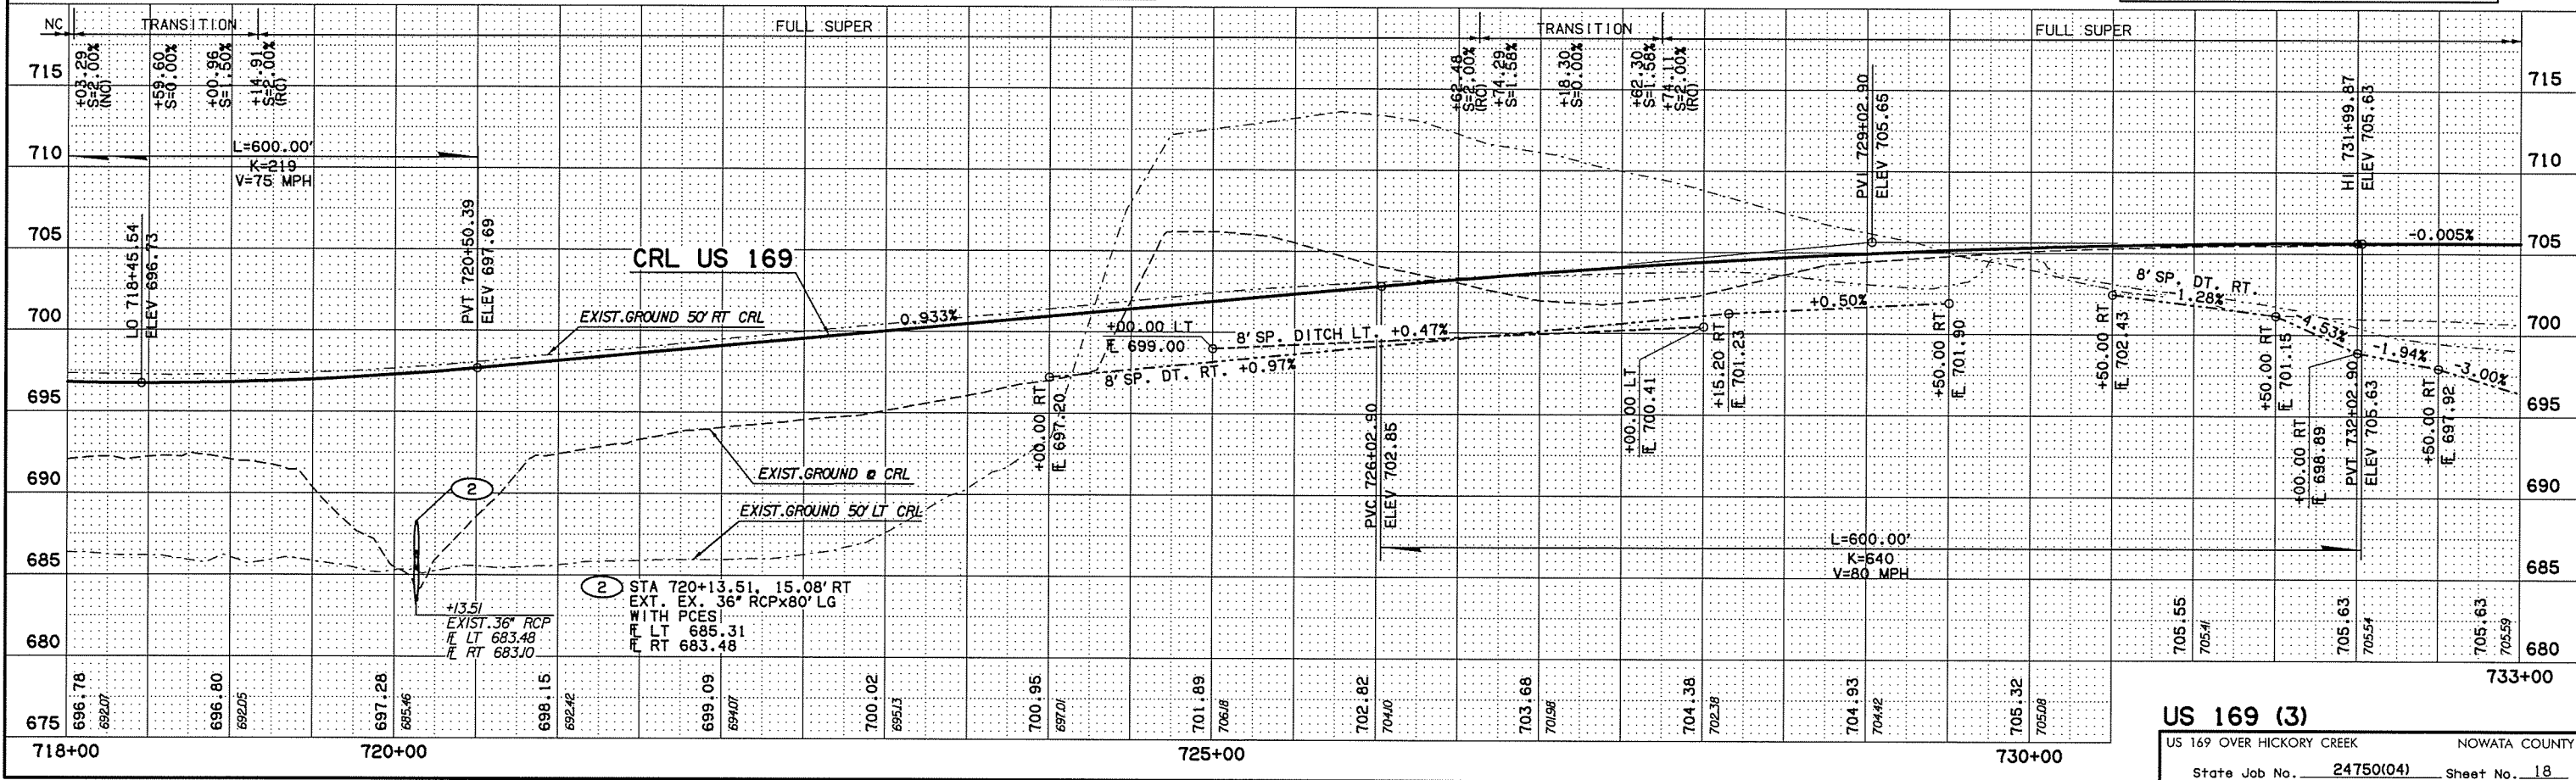 NC TRANSITION FULL SUPER TRANSITION FULL SUPER
+03.29
S=2.00%
(NC)
+59.60
S=0.00%
+00.96
S=1.50%
+14.91
S=2.00%
(RC)
+62.48
S=2.00%
(RC)
+74.29
S=1.58%
+18.30
S=0.00%
+62.30
S=1.58%
+74.11
S=2.00%
(RC)
715 715
710 710
705 705
700 700
695 695
690 690
685 685
680 680
675
L=600.00'
K=219
V=75 MPH
LO 718+45.54
ELEV 696.73
PVT 720+50.39
ELEV 697.69
CRL US 169
EXIST.GROUND 50' RT CRL
0.933%
+00.00 LT
FL 699.00
8' SP. DITCH LT. +0.47%
8' SP. DT. RT. +0.97%
+00.00 RT
FL 697.20
PVC 726+02.90
ELEV 702.85
+00.00 LT
FL 700.41
+15.20 RT
FL 701.23
+0.50%
+50.00 RT
FL 701.90
PVI 729+02.90
ELEV 705.65
+50.00 RT
FL 702.43
8' SP. DT. RT.
-1.28%
+50.00 RT
FL 701.15
-4.53%
HI 731+99.87
ELEV 705.63
-0.005%
+00.00 RT
FL 698.89
PVT 732+02.90
ELEV 705.63
-1.94%
+50.00 RT
FL 697.92
-3.00%
EXIST.GROUND @ CRL
EXIST.GROUND 50' LT CRL
2
L=600.00'
K=640
V=80 MPH
+13.51
EXIST.36" RCP
FL LT 683.48
FL RT 683.10
2 STA 720+13.51, 15.08' RT
EXT. EX. 36" RCPx80' LG
WITH PCES
FL LT 685.31
FL RT 683.48
696.78
692.07
696.80
692.05
697.28
685.46
698.15
692.42
699.09
694.07
700.02
695.13
700.95
697.01
701.89
706.18
702.82
704.10
703.68
701.98
704.38
702.38
704.93
704.42
705.32
705.08
705.55
705.41
705.63
705.54
705.63
705.59
733+00
718+00 720+00 725+00 730+00
US 169 (3)
US 169 OVER HICKORY CREEK NOWATA COUNTY
State Job No. 24750(04) Sheet No. 18